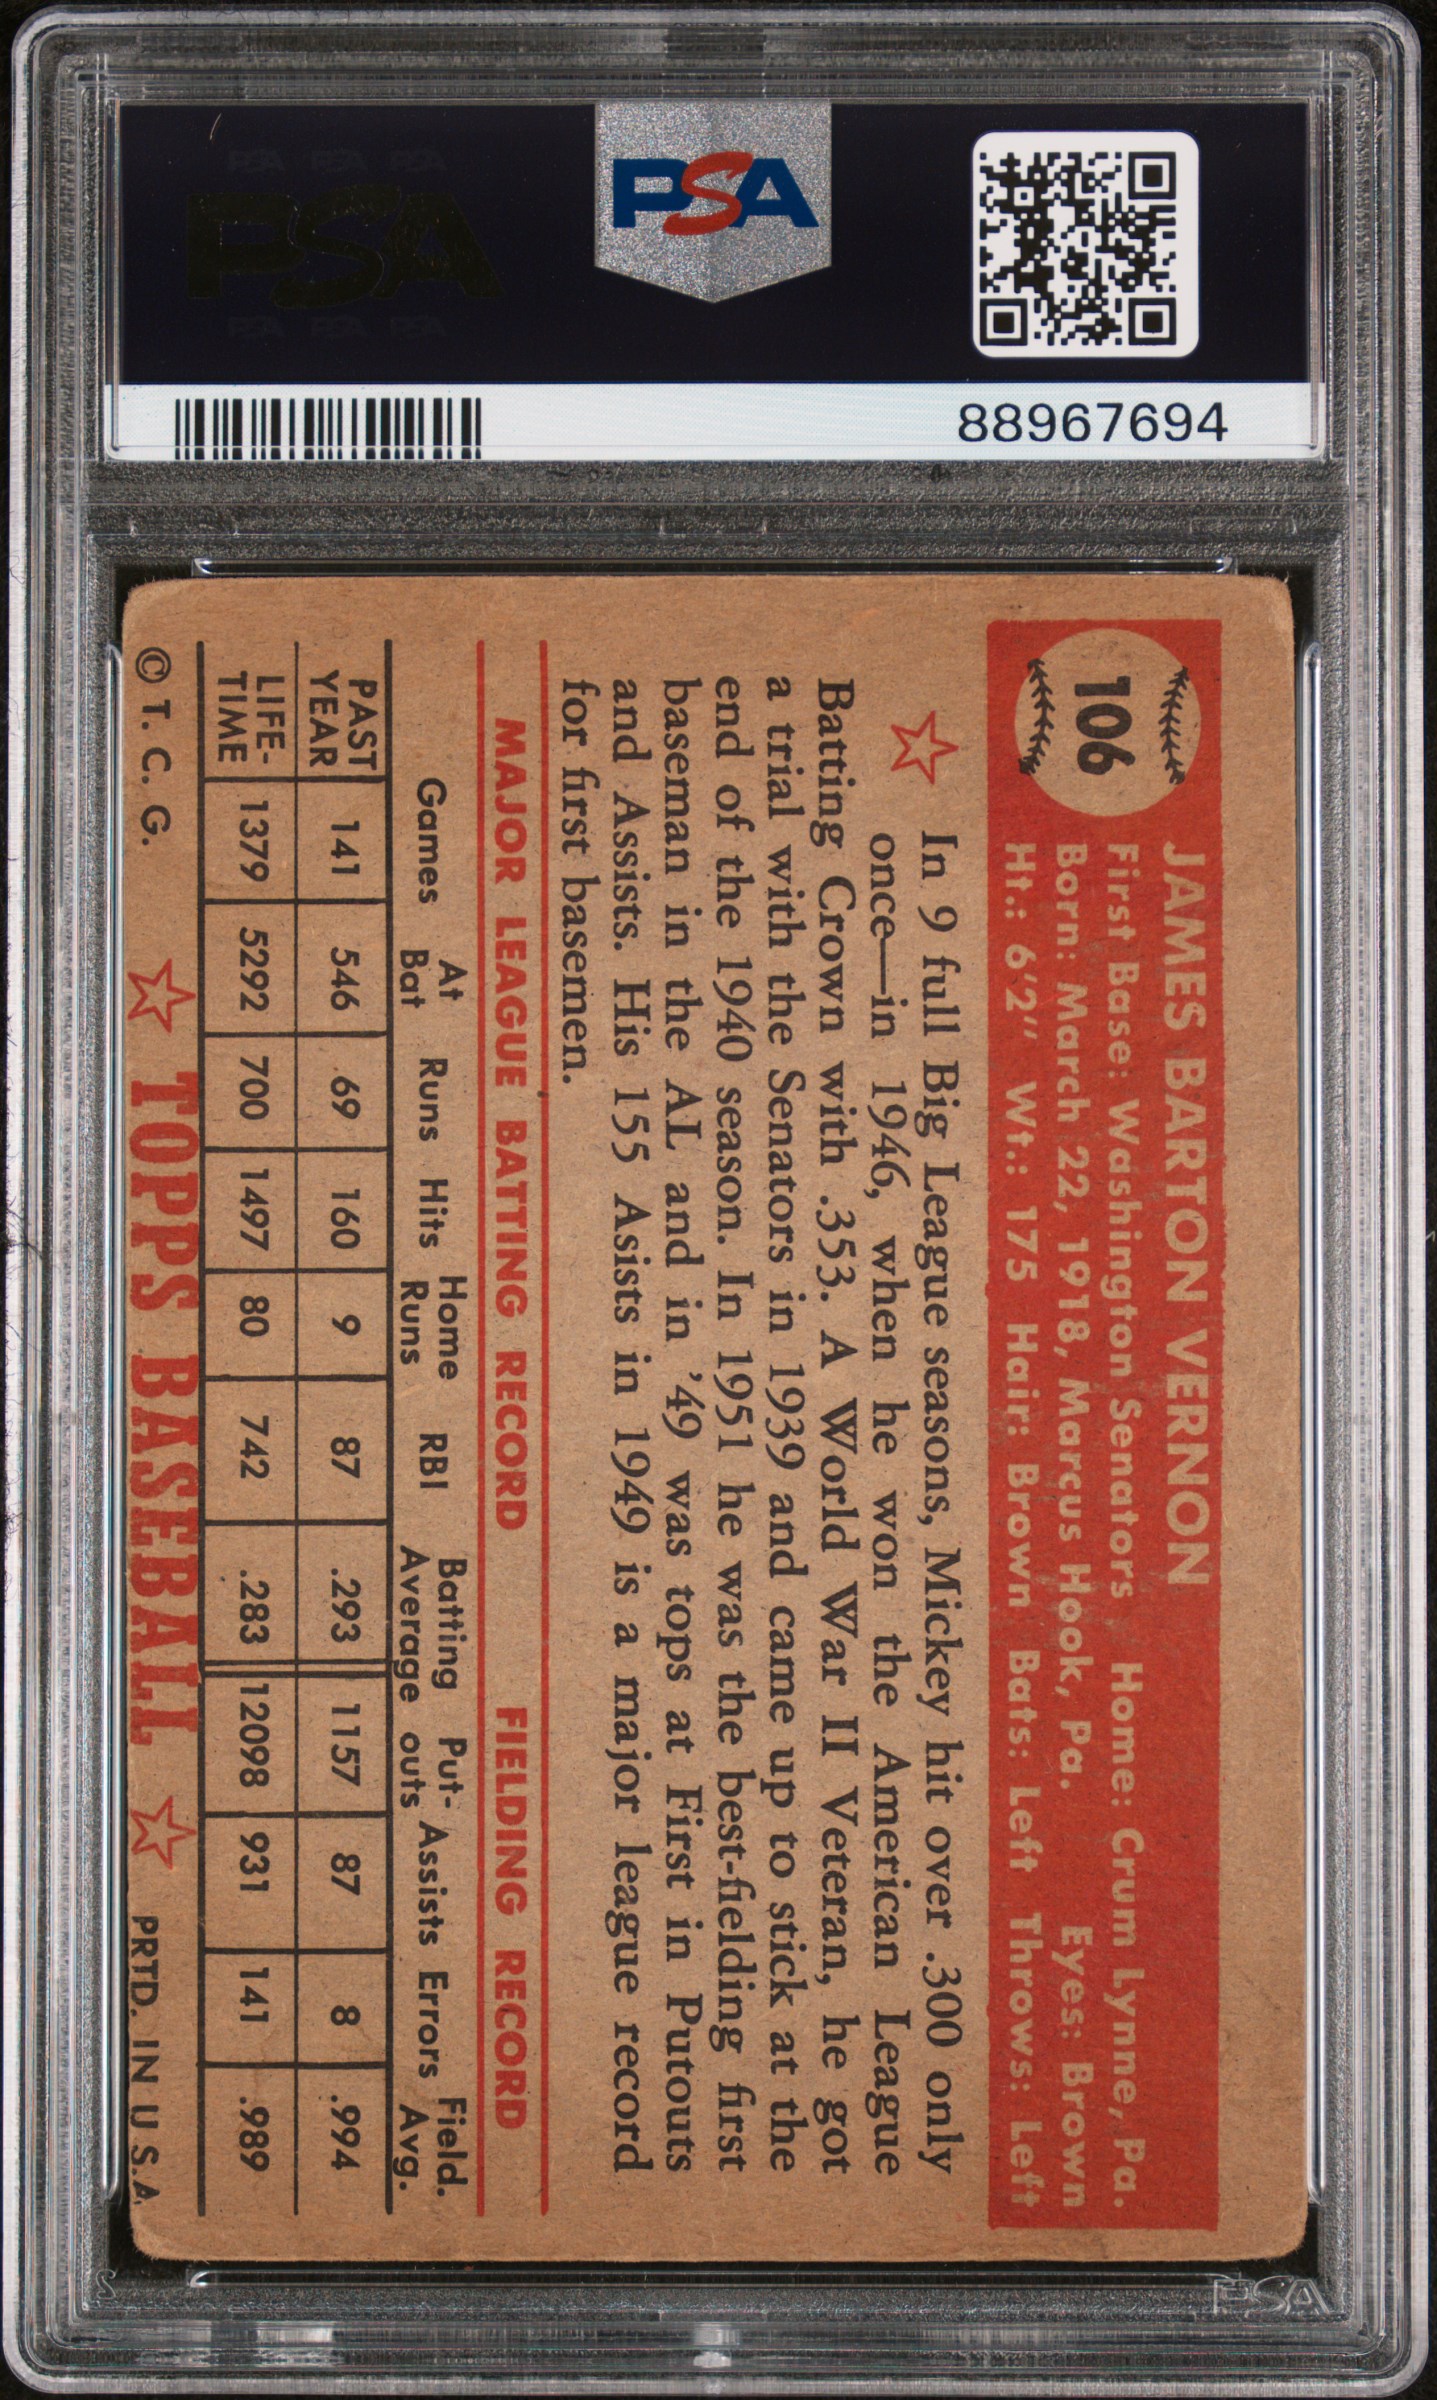 PSA PSA PSA
PSA
PSA PSA PSA
PSA
88967694
106
JAMES BARTON VERNON
First Base: Washington Senators Home: Crum Lynne, Pa.
Born: March 22, 1918, Marcus Hook, Pa. Eyes: Brown
Ht.: 6'2" Wt.: 175 Hair: Brown Bats: Left Throws: Left
In 9 full Big League seasons, Mickey hit over .300 only
once—in 1946, when he won the American League
Batting Crown with .353. A World War II Veteran, he got
a trial with the Senators in 1939 and came up to stick at the
end of the 1940 season. In 1951 he was the best-fielding first
baseman in the AL and in '49 was tops at First in Putouts
and Assists. His 155 Asists in 1949 is a major league record
for first basemen.
MAJOR LEAGUE BATTING RECORD FIELDING RECORD
Games At Bat Runs Hits Home Runs RBI Batting Average Put-outs Assists Errors Field. Avg.
PAST YEAR 141 546 69 160 9 87 .293 1157 87 8 .994
LIFE-TIME 1379 5292 700 1497 80 742 .283 12098 931 141 .989
© T. C. G. TOPPS BASEBALL PRTD. IN U.S.A.
PSA